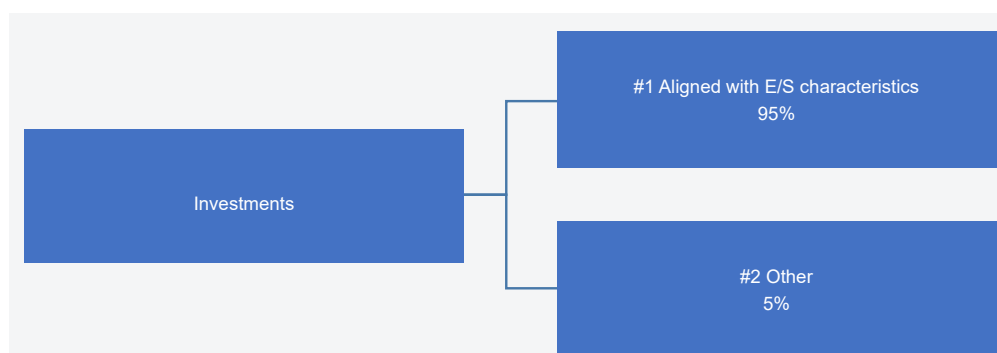 #1 Aligned with E/S characteristics
95%
Investments
#2 Other
5%